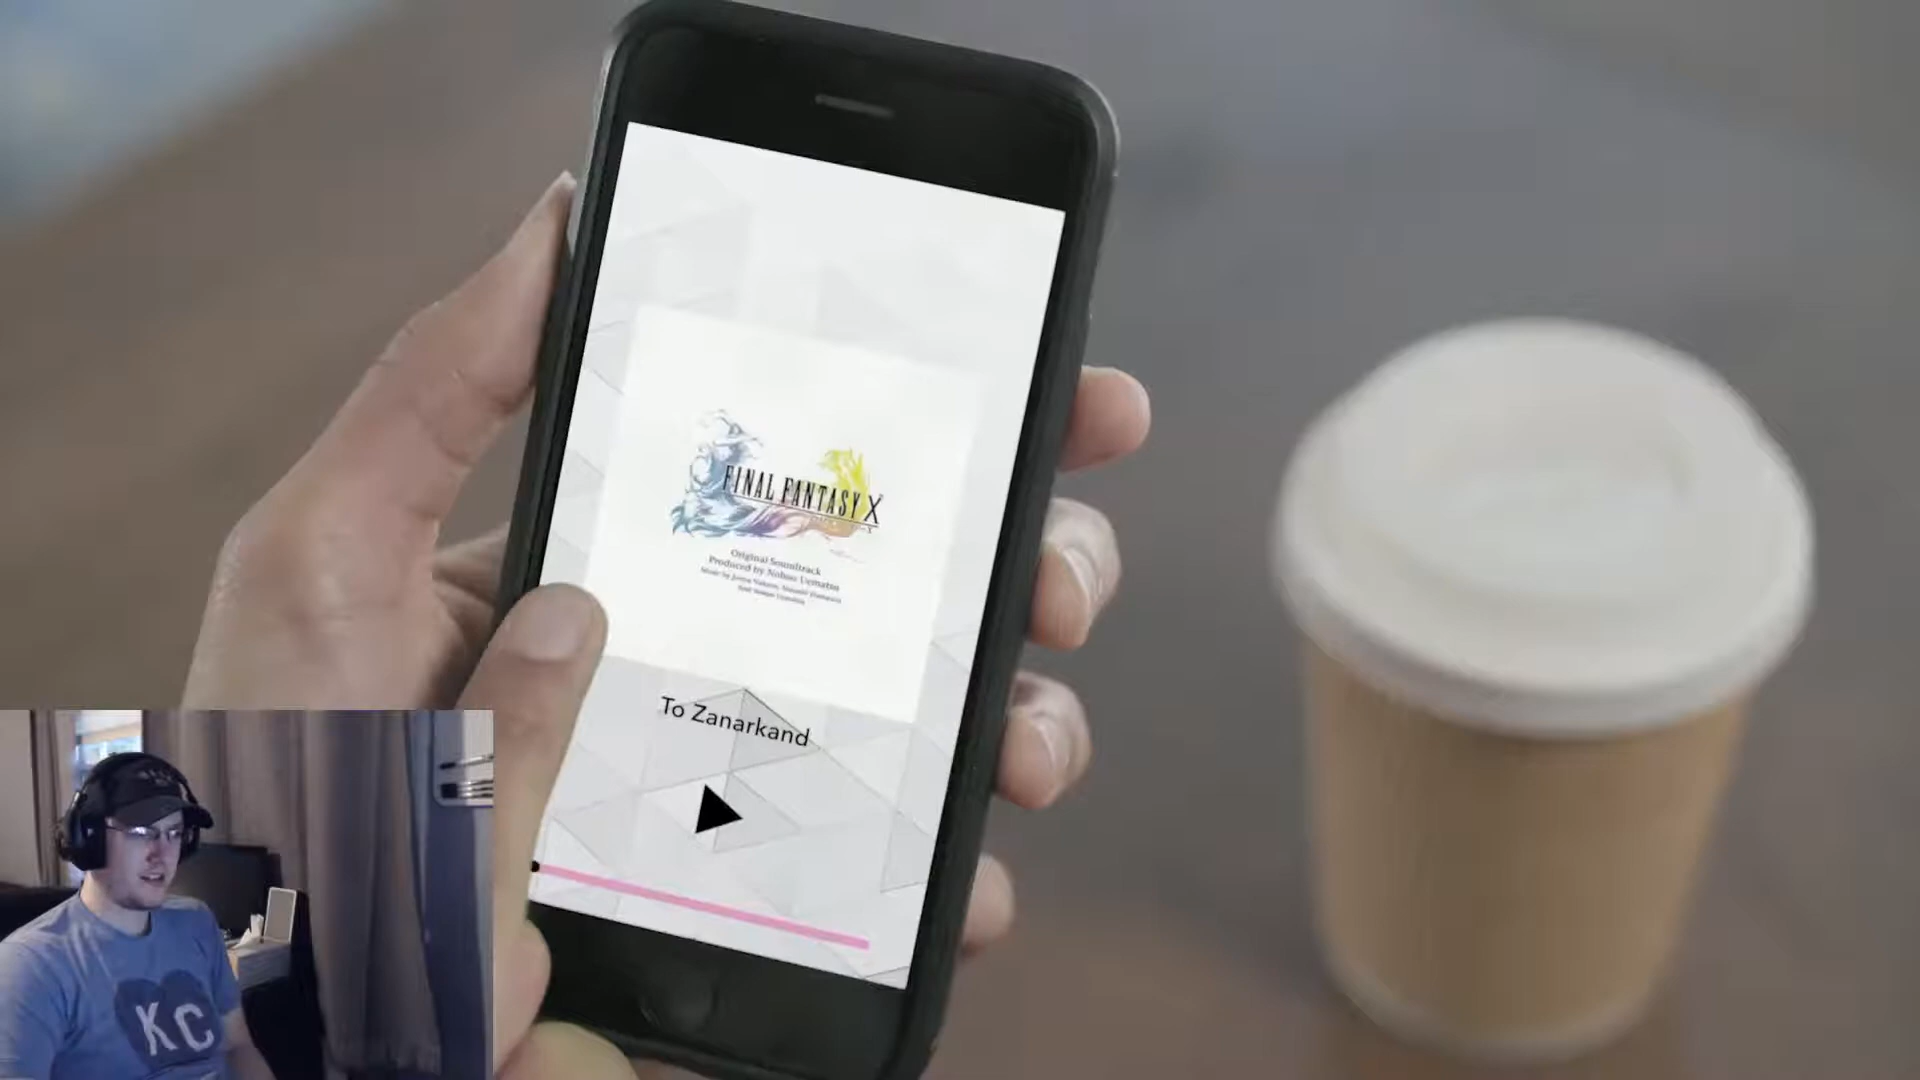 FINAL FANTASY X
Original Soundtrack
Produced by Nobuo Uematsu
To Zanarkand
KC